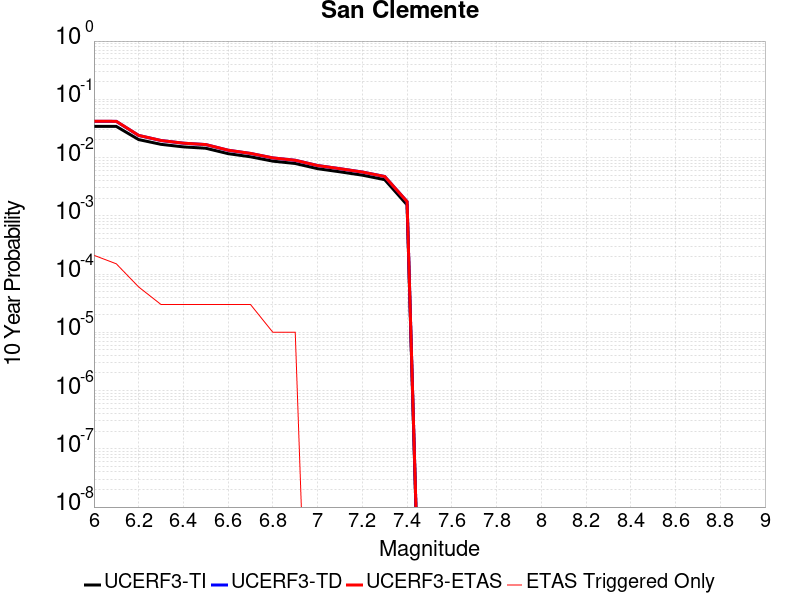 San Clemente
10 0
10 -1
10 -2
10 -3
10 -4
10 -5
10 -6
10 -7
10 -8
10 Year Probability
6 6.2 6.4 6.6 6.8 7 7.2 7.4 7.6 7.8 8 8.2 8.4 8.6 8.8 9
Magnitude
UCERF3-TI UCERF3-TD UCERF3-ETAS ETAS Triggered Only